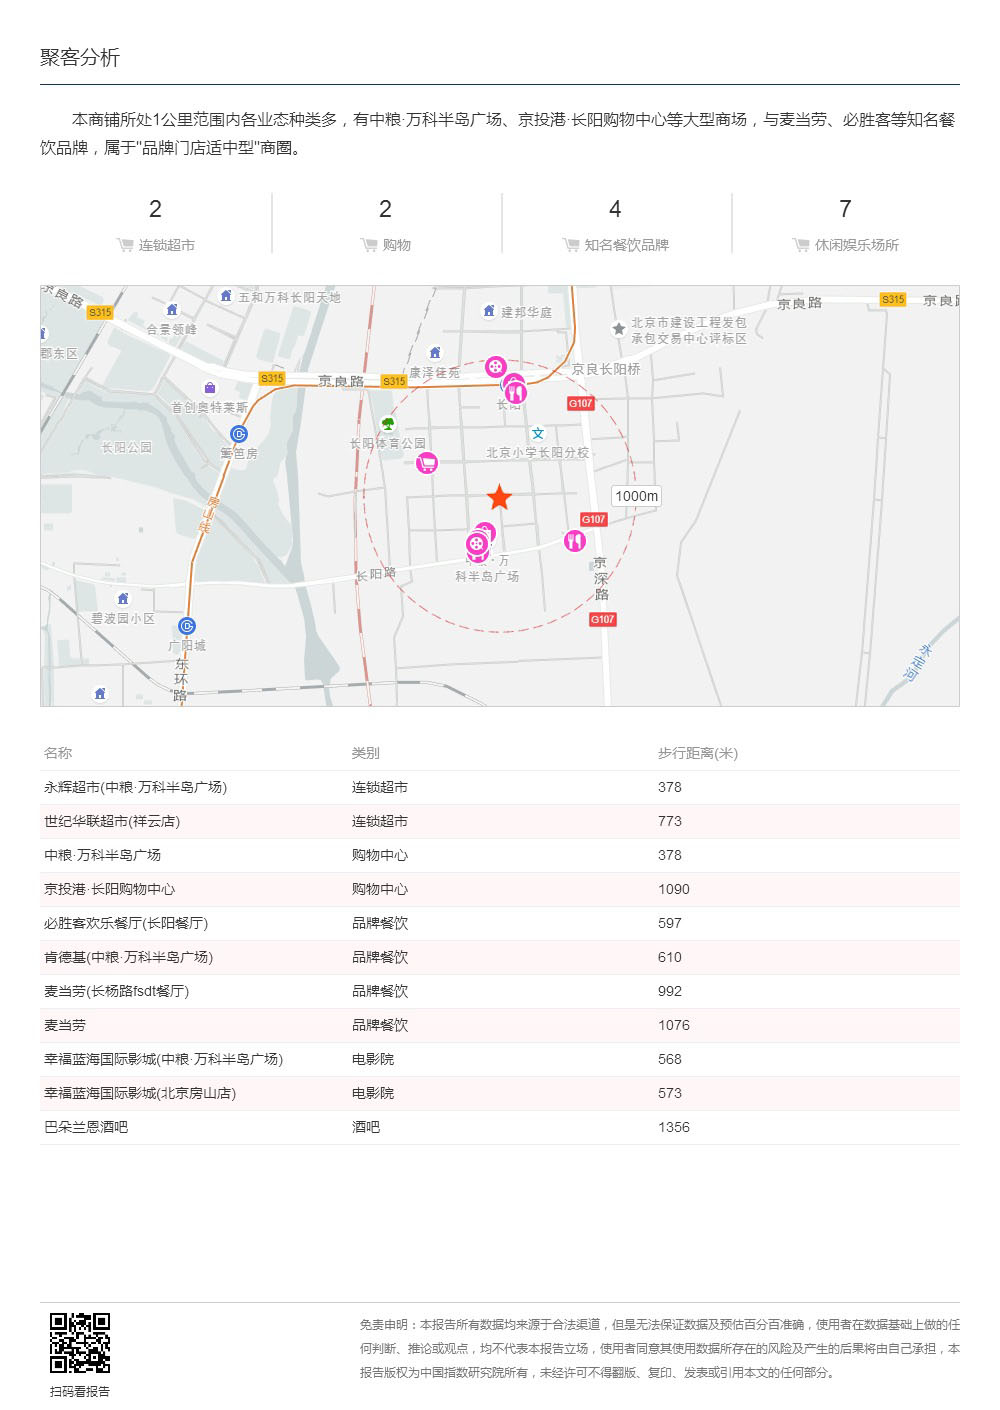 聚客分析
本商铺所处1公里范围内各业态种类多，有中粮·万科半岛广场、京投港·长阳购物中心等大型商场，与麦当劳、必胜客等知名餐
饮品牌，属于"品牌门店适中型"商圈。
2 2 4 7
连锁超市 购物 知名餐饮品牌 休闲娱乐场所
京良路
S315
合景领峰
五和万科长阳天地
建邦华庭
北京市建设工程发包
承包交易中心评标区
京良路
S315
京良
郡东区
康泽佳苑
京良长阳桥
S315
京良路
S315
首创奥特莱斯
长阳
G107
长阳公园
篱笆房
长阳体育公园
北京小学长阳分校
房山线
1000m
G107
万
科半岛广场
长阳路
京深路
碧波园小区
G107
广阳城
东环路
永定河
名称 类别 步行距离(米)
永辉超市(中粮·万科半岛广场) 连锁超市 378
世纪华联超市(祥云店) 连锁超市 773
中粮·万科半岛广场 购物中心 378
京投港·长阳购物中心 购物中心 1090
必胜客欢乐餐厅(长阳餐厅) 品牌餐饮 597
肯德基(中粮·万科半岛广场) 品牌餐饮 610
麦当劳(长杨路fsdt餐厅) 品牌餐饮 992
麦当劳 品牌餐饮 1076
幸福蓝海国际影城(中粮·万科半岛广场) 电影院 568
幸福蓝海国际影城(北京房山店) 电影院 573
巴朵兰恩酒吧 酒吧 1356
扫码看报告
免责申明：本报告所有数据均来源于合法渠道，但是无法保证数据及预估百分百准确，使用者在数据基础上做的任
何判断、推论或观点，均不代表本报告立场，使用者同意其使用数据所存在的风险及产生的后果将由自己承担，本
报告版权为中国指数研究院所有，未经许可不得翻版、复印、发表或引用本文的任何部分。